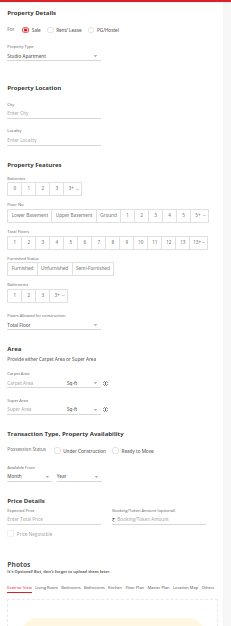 Property Details
For Sale Rent/ Lease PG/Hostel
Property Type
Studio Apartment
Property Location
City
Enter City
Locality
Enter Locality
Property Features
Balconies
0 1 2 3 3+
Floor No.
Lower Basement Upper Basement Ground 1 2 3 4 5 5+
Total Floors
1 2 3 4 5 6 7 8 9 10 11 12 13 13+
Furnished Status
Furnished Unfurnished Semi-Furnished
Bathrooms
1 2 3 3+
Floors Allowed for construction
Total Floor
Area
Provide either Carpet Area or Super Area
Carpet Area
Carpet Area Sq-ft
Super Area
Super Area Sq-ft
Transaction Type, Property Availability
Possession Status Under Construction Ready to Move
Available From
Month Year
Price Details
Expected Price Booking/Token Amount (Optional)
Enter Total Price Booking/Token Amount
Price Negotiable
Photos
It's Optional! But, don't forget to upload them later.
Exterior View Living Room Bedrooms Bathrooms Kitchen Floor Plan Master Plan Location Map Others